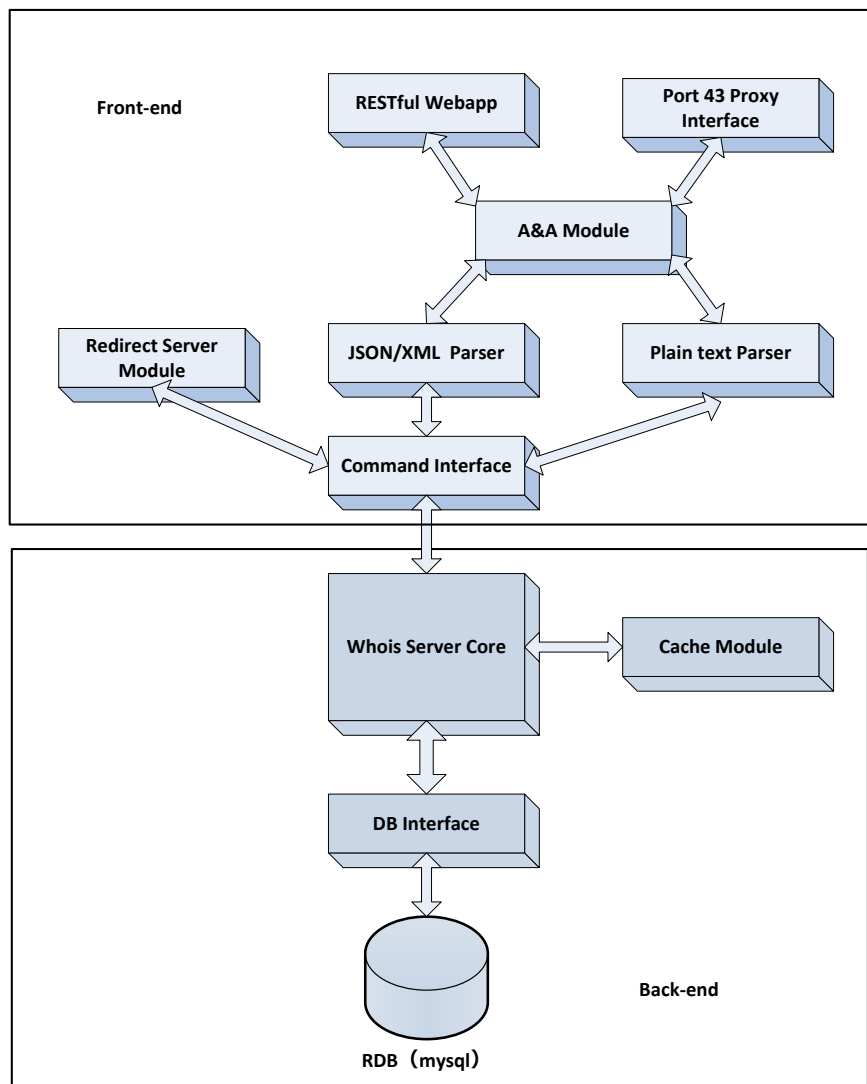 Front-end
RESTful Webapp
Port 43 Proxy
Interface
A&A Module
Redirect Server
Module
JSON/XML  Parser
Plain text Parser
Command Interface
Whois Server Core
Cache Module
DB Interface
Back-end
RDB（mysql）